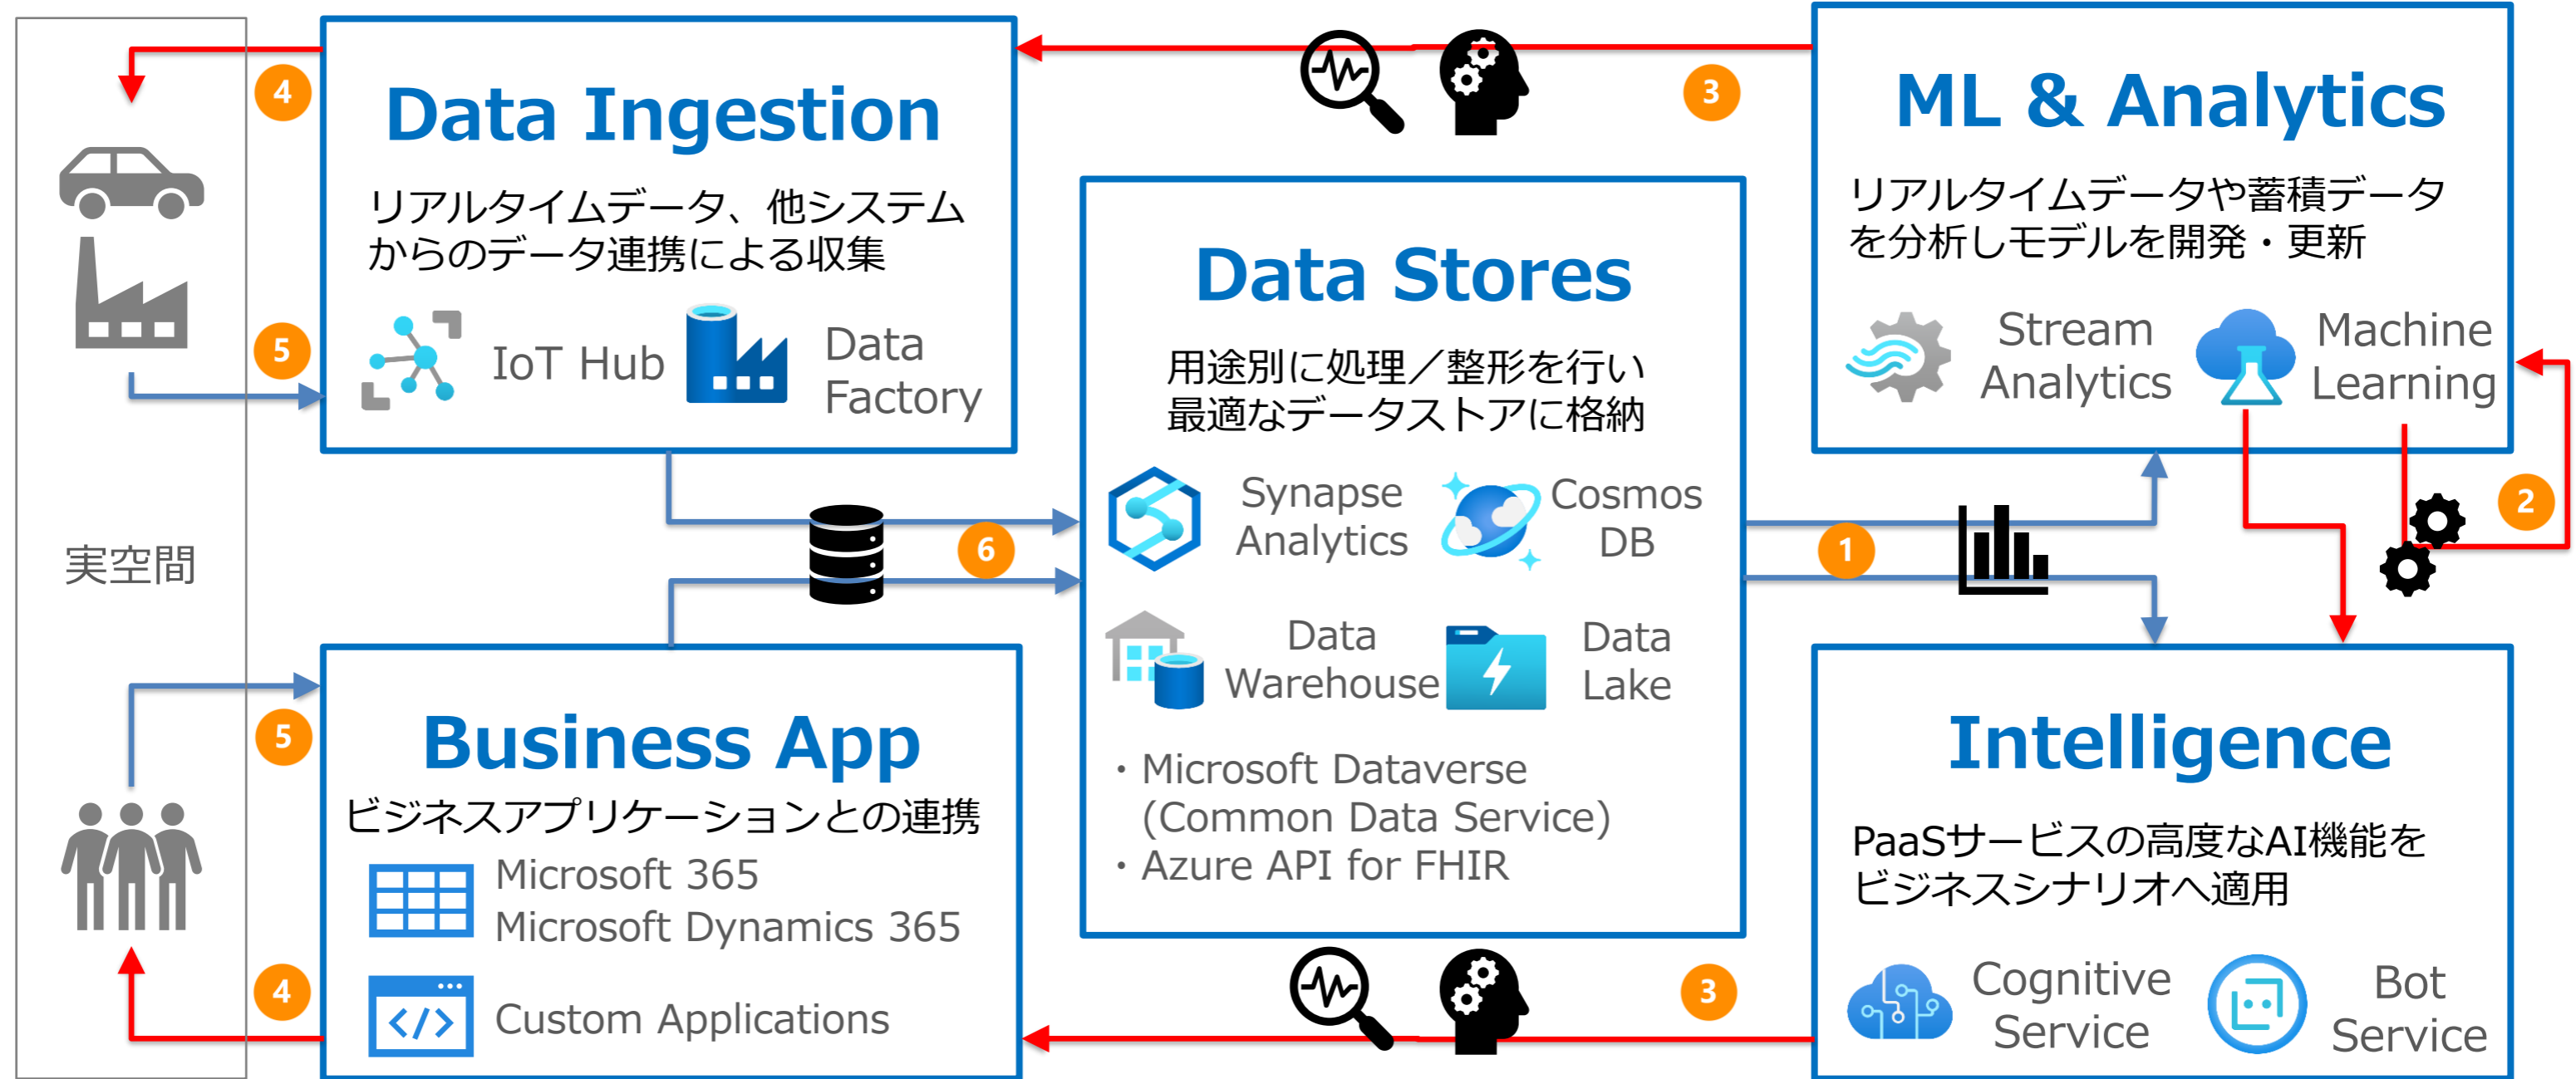 実空間
4
5
5
4
Data Ingestion
リアルタイムデータ、他システム
からのデータ連携による収集
IoT Hub
Data
Factory
6
Business App
ビジネスアプリケーションとの連携
Microsoft 365
Microsoft Dynamics 365
Custom Applications
Data Stores
用途別に処理／整形を行い
最適なデータストアに格納
Synapse
Analytics
Cosmos
DB
Data
Warehouse
Data
Lake
・Microsoft Dataverse
(Common Data Service)
・Azure API for FHIR
3
3
1
2
ML & Analytics
リアルタイムデータや蓄積データ
を分析しモデルを開発・更新
Stream
Analytics
Machine
Learning
Intelligence
PaaSサービスの高度なAI機能を
ビジネスシナリオへ適用
Cognitive
Service
Bot
Service